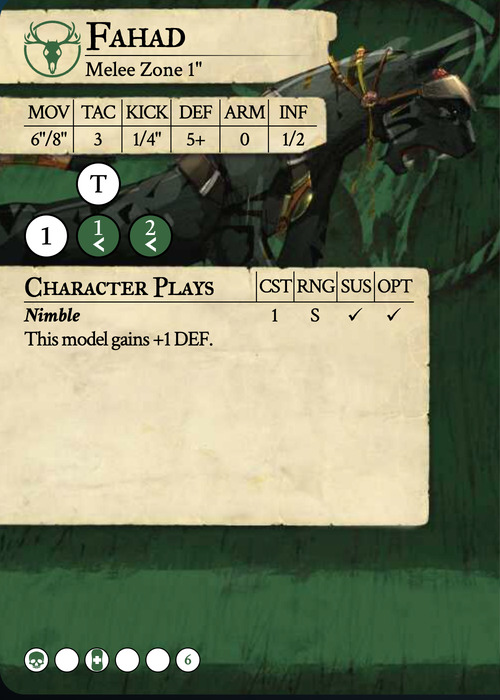 Fahad
Melee Zone 1"
MOV TAC KICK DEF ARM INF
6"/8" 3 1/4" 5+ 0 1/2
T
1 1 < 2 <
Character Plays CST RNG SUS OPT
Nimble 1 S ✓ ✓
This model gains +1 DEF.
6